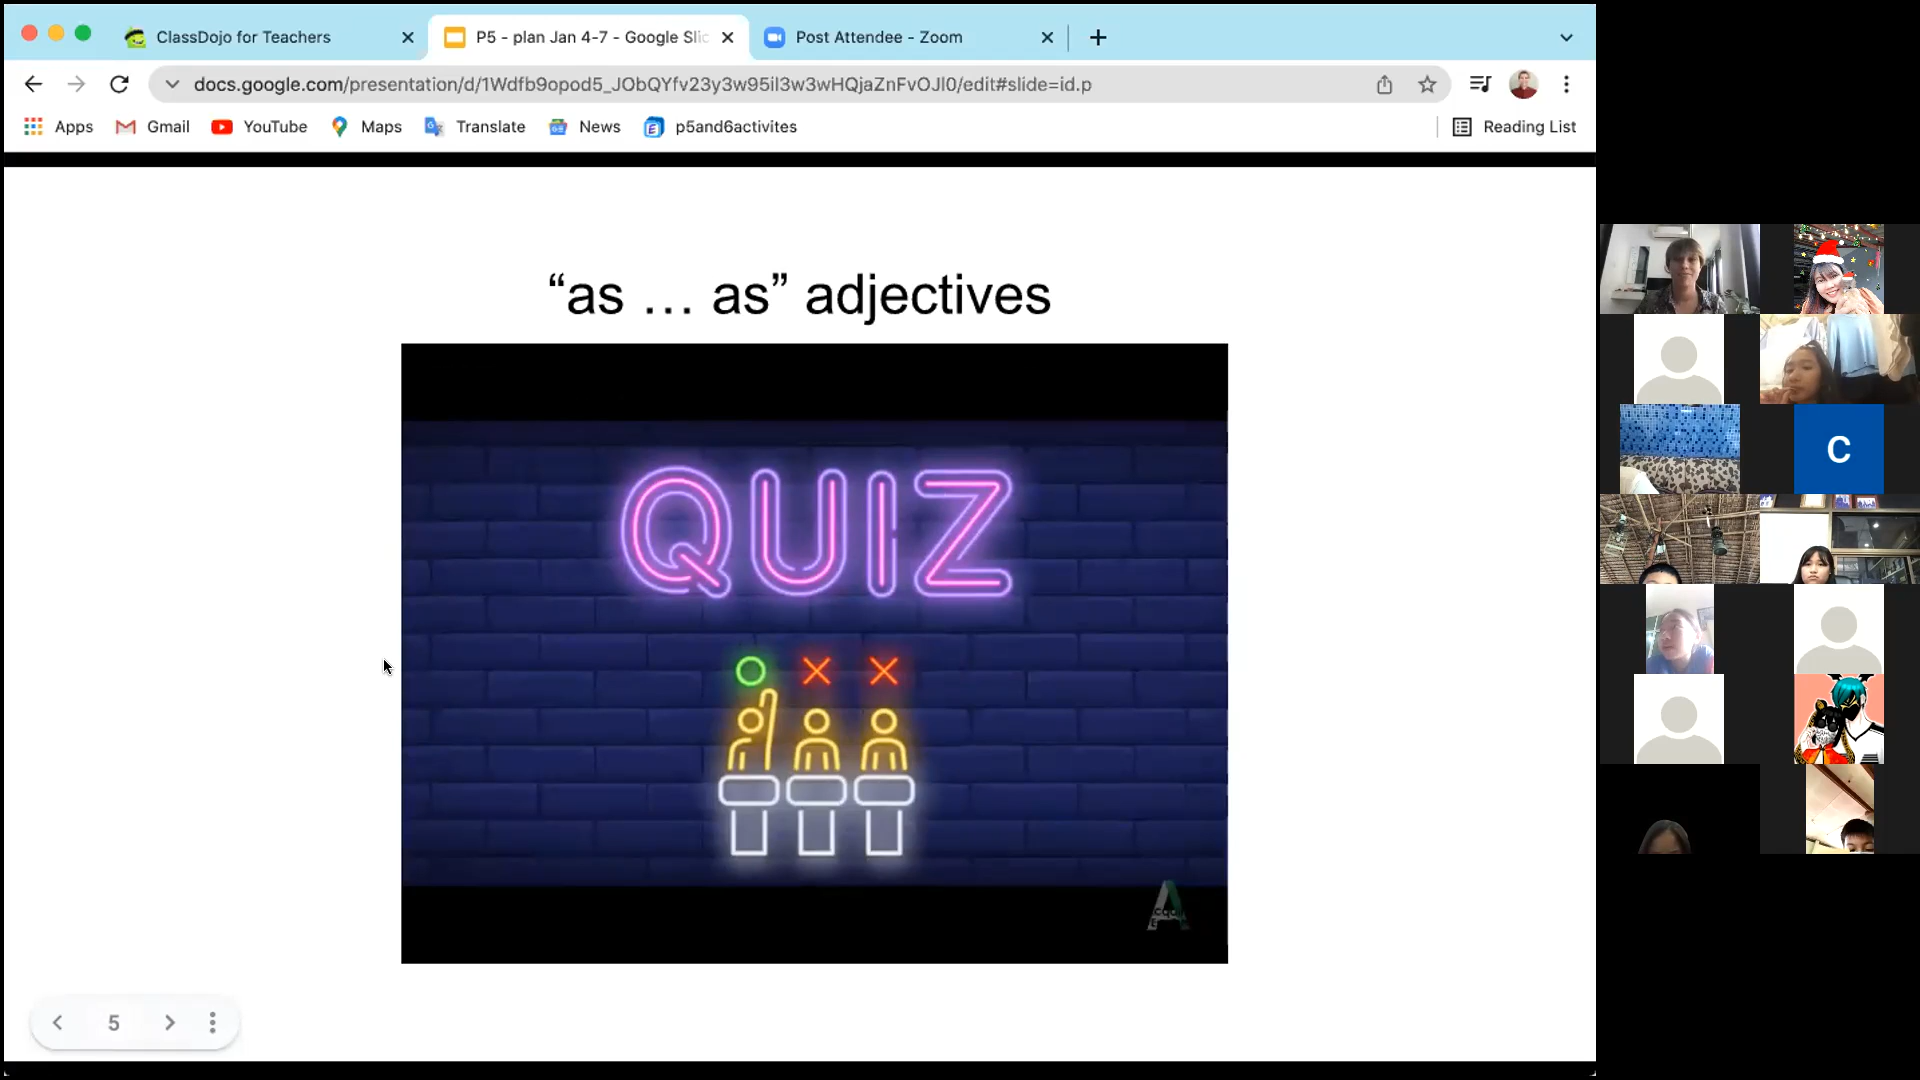 ClassDojo for Teachers
P5 - plan Jan 4-7 - Google Slic
Post Attendee - Zoom
docs.google.com/presentation/d/1Wdfb9opod5_JObQYfv23y3w95il3w3wHQjaZnFvOJl0/edit#slide=id.p
Apps
Gmail
YouTube
Maps
Translate
News
p5and6activites
Reading List
“as ... as” adjectives
QUIZ
5
C